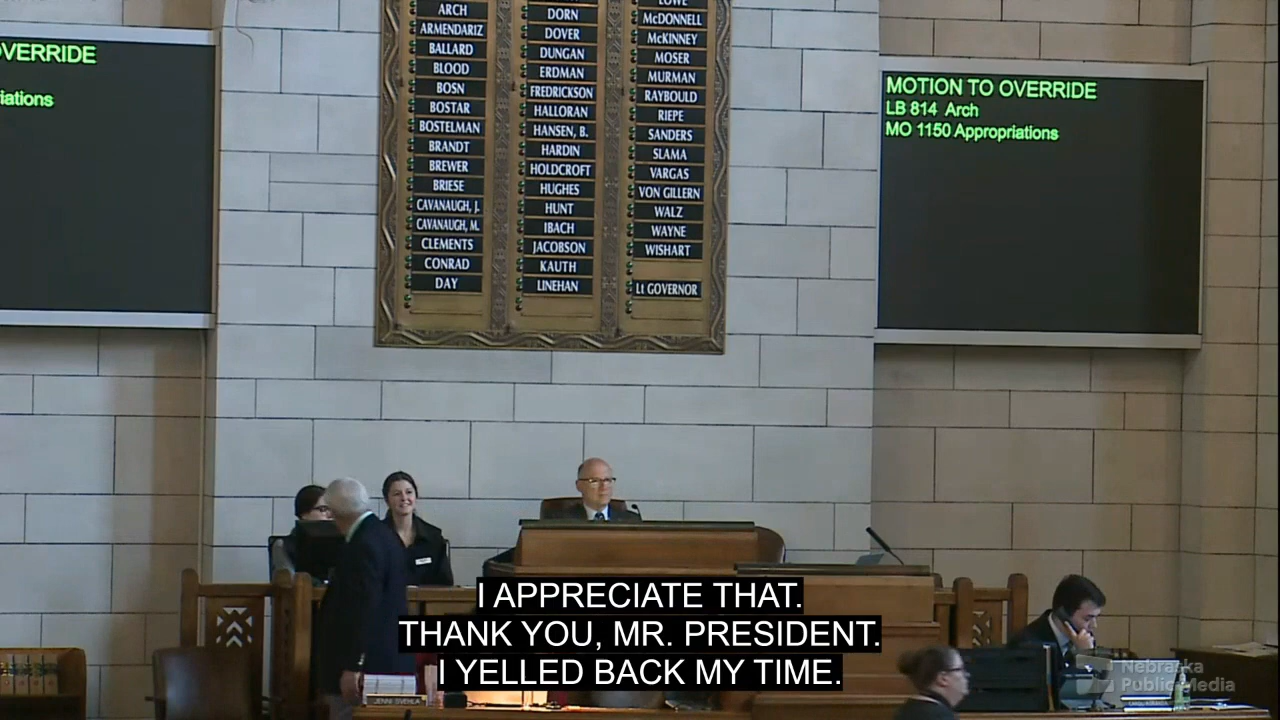 VERRIDE
iations
ARCH
ARMENDARIZ
BALLARD
BLOOD
BOSN
BOSTAR
BOSTELMAN
BRANDT
BREWER
BRIESE
CAVANAUGH, J.
CAVANAUGH, M.
CLEMENTS
CONRAD
DAY
DORN
DOVER
DUNGAN
ERDMAN
FREDRICKSON
HALLORAN
HANSEN, B.
HARDIN
HOLDCROFT
HUGHES
HUNT
IBACH
JACOBSON
KAUTH
LINEHAN
LOWE
McDONNELL
McKINNEY
MOSER
MURMAN
RAYBOULD
RIEPE
SANDERS
SLAMA
VARGAS
VON GILLERN
WALZ
WAYNE
WISHART
Lt GOVERNOR
MOTION TO OVERRIDE
LB 814 Arch
MO 1150 Appropriations
I APPRECIATE THAT.
THANK YOU, MR. PRESIDENT.
I YELLED BACK MY TIME.
JENNI SVEHLA
Nebraska
Public Media